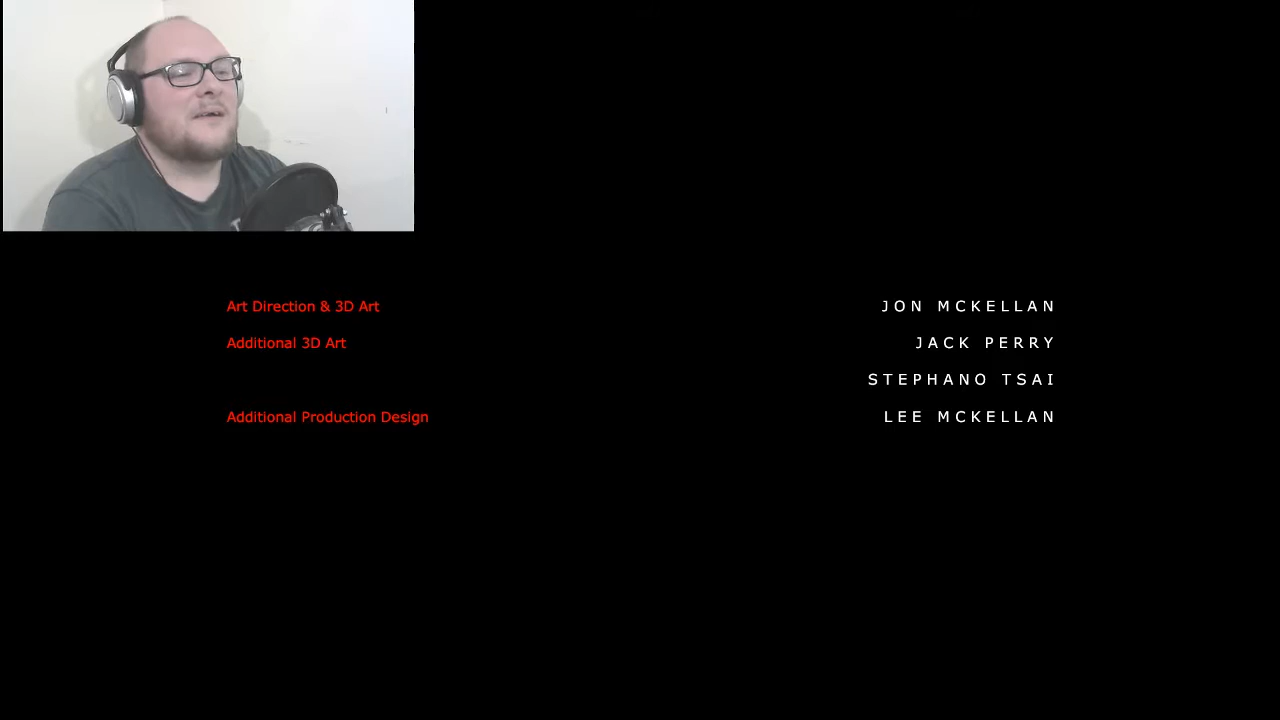 Art Direction & 3D Art JON MCKELLAN
Additional 3D Art JACK PERRY
STEPHANO TSAI
Additional Production Design LEE MCKELLAN